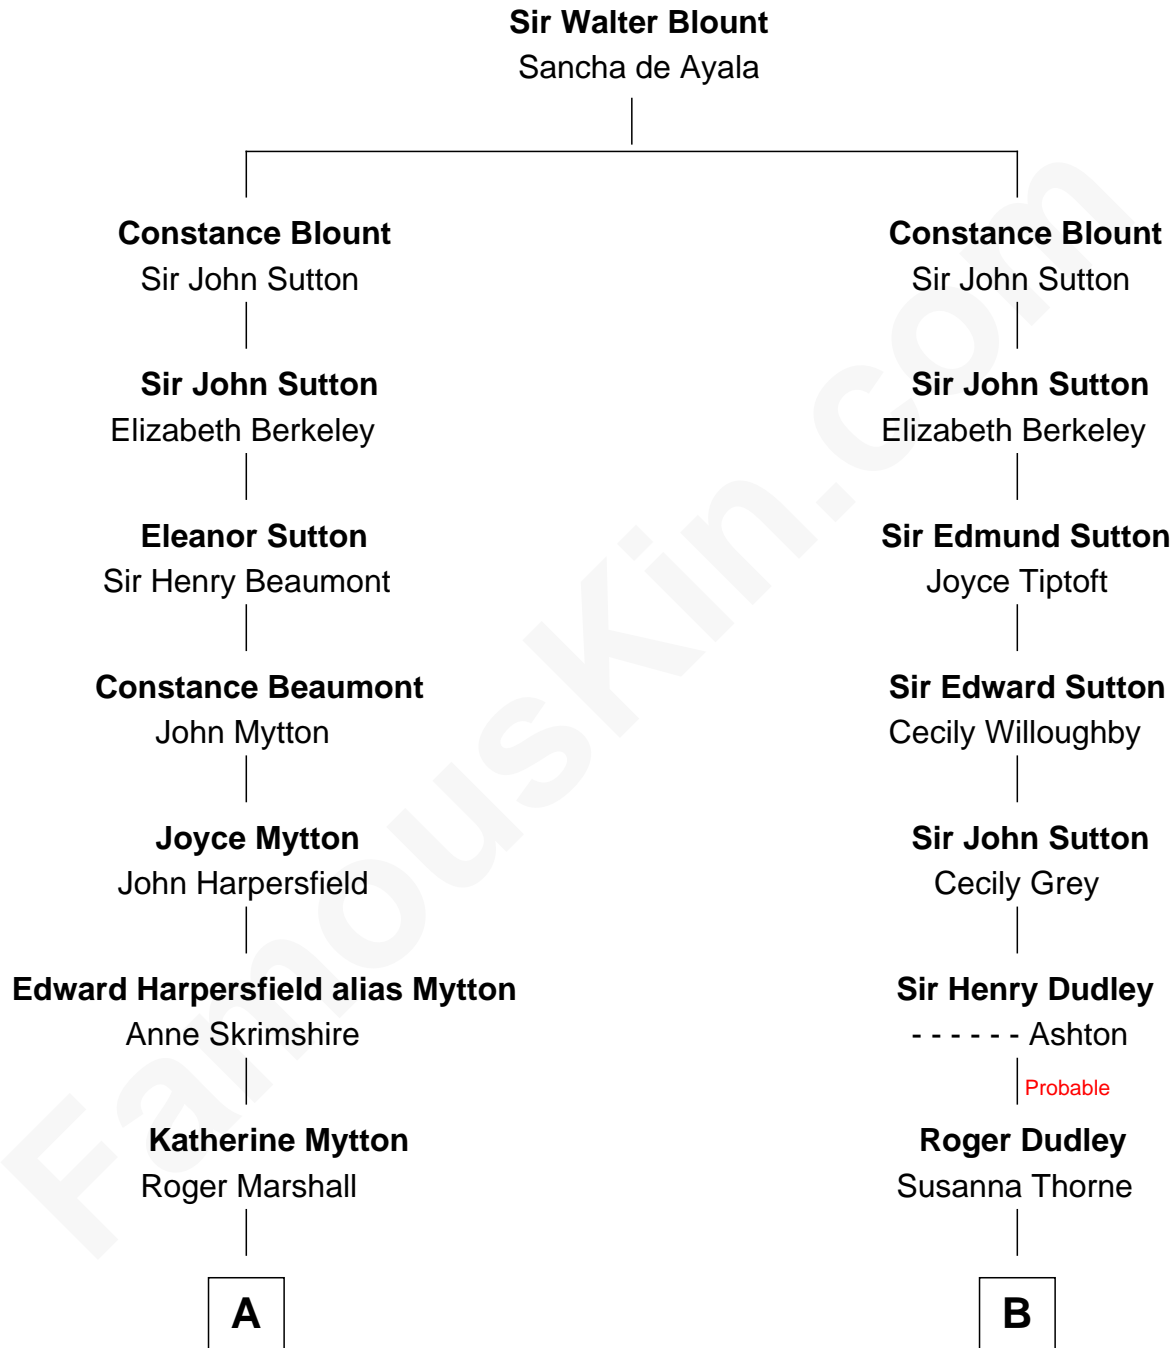 Sir Walter Blount
Sancha de Ayala
Constance Blount
Sir John Sutton
Sir John Sutton
Elizabeth Berkeley
Eleanor Sutton
Sir Henry Beaumont
Constance Beaumont
John Mytton
Joyce Mytton
John Harpersfield
Edward Harpersfield alias Mytton
Anne Skrimshire
Katherine Mytton
Roger Marshall
A
Constance Blount
Sir John Sutton
Sir John Sutton
Elizabeth Berkeley
Sir Edmund Sutton
Joyce Tiptoft
Sir Edward Sutton
Cecily Willoughby
Sir John Sutton
Cecily Grey
Sir Henry Dudley
- - - - - - Ashton
Probable
Roger Dudley
Susanna Thorne
B
FamousKin.com